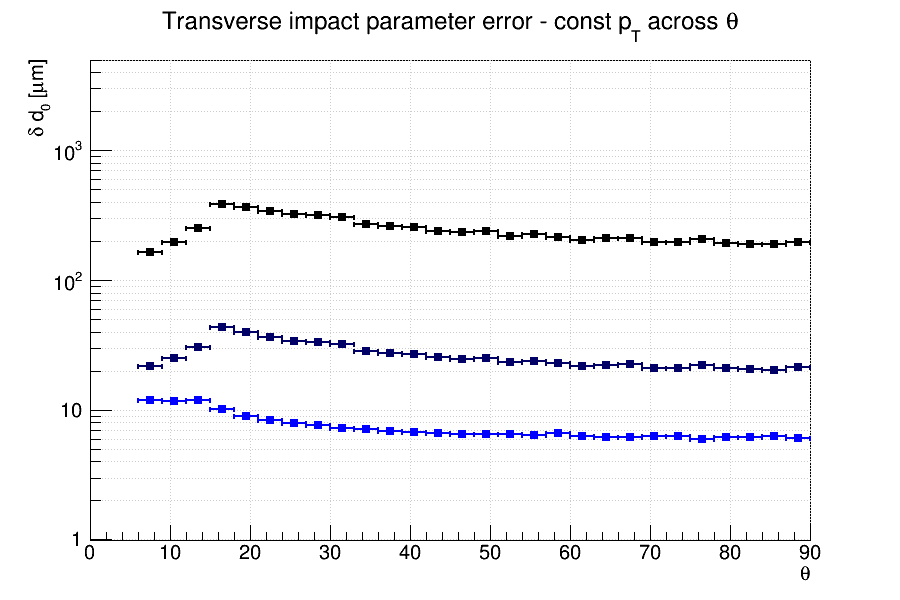 Transverse impact parameter error - const p_T across θ
δ d_0 [μm]
10^3
10^2
10
1
0 10 20 30 40 50 60 70 80 90
θ